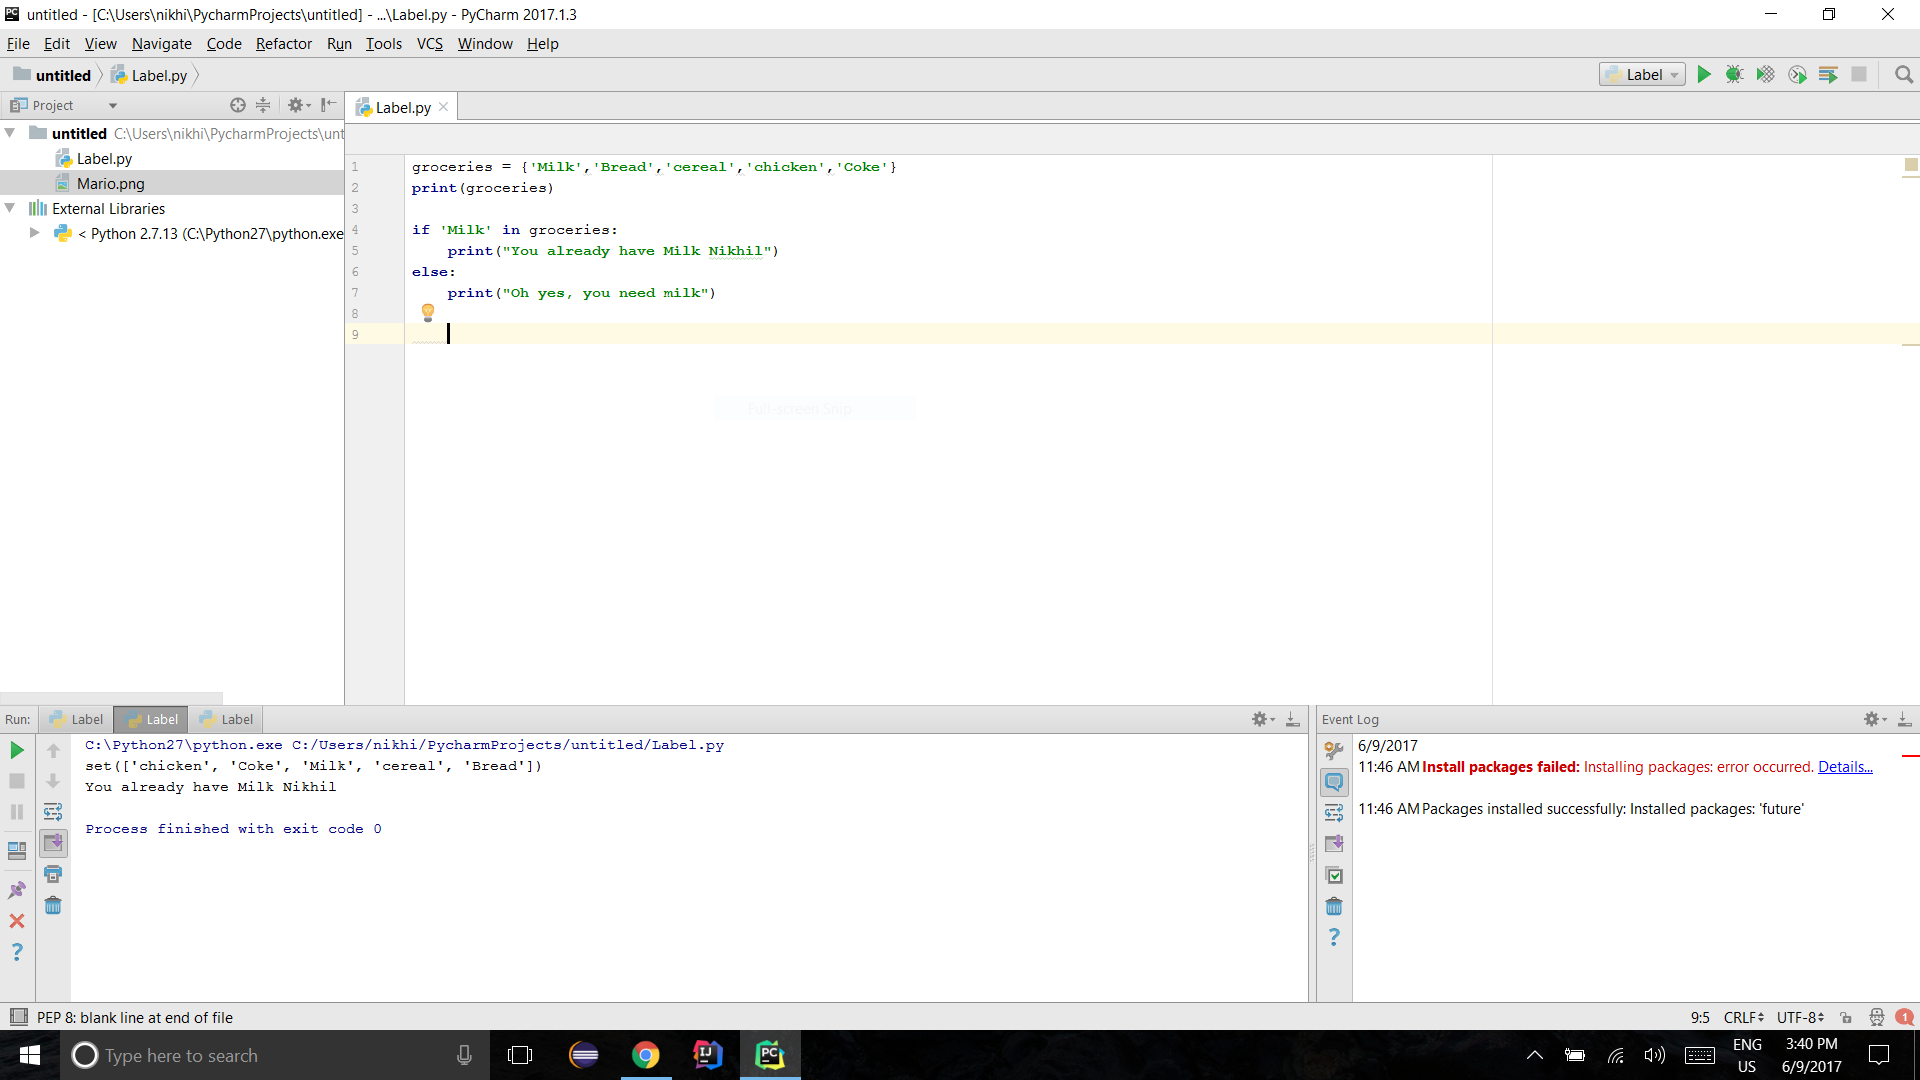 untitled - [C:\Users\nikhi\PycharmProjects\untitled] - ...\Label.py - PyCharm 2017.1.3
File Edit View Navigate Code Refactor Run Tools VCS Window Help
untitled Label.py Label
Project
Label.py
untitled C:\Users\nikhi\PycharmProjects\unt
Label.py
Mario.png
External Libraries
< Python 2.7.13 (C:\Python27\python.exe
1 groceries = {'Milk','Bread','cereal','chicken','Coke'}
2 print(groceries)
3
4 if 'Milk' in groceries:
5 print("You already have Milk Nikhil")
6 else:
7 print("Oh yes, you need milk")
8
9
Full-screen Snip
Run: Label Label Label
C:\Python27\python.exe C:/Users/nikhi/PycharmProjects/untitled/Label.py
set(['chicken', 'Coke', 'Milk', 'cereal', 'Bread'])
You already have Milk Nikhil
Process finished with exit code 0
Event Log
6/9/2017
11:46 AM Install packages failed: Installing packages: error occurred. Details...
11:46 AM Packages installed successfully: Installed packages: 'future'
PEP 8: blank line at end of file
9:5 CRLF UTF-8 1
Type here to search
ENG
US
3:40 PM
6/9/2017